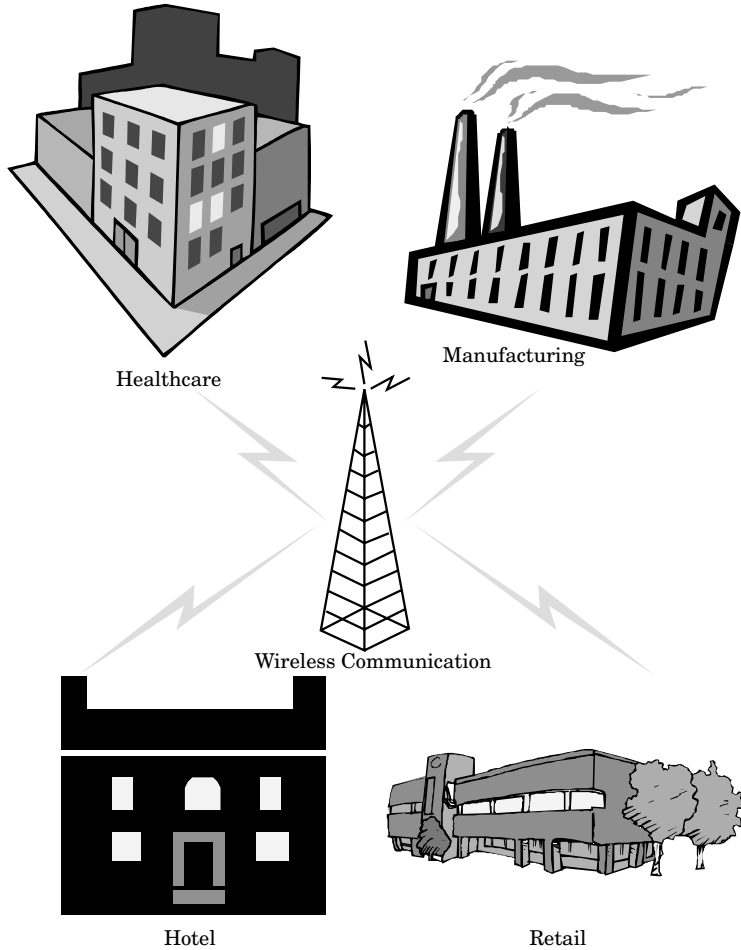 Manufacturing
Healthcare
Wireless Communication
Hotel
Retail